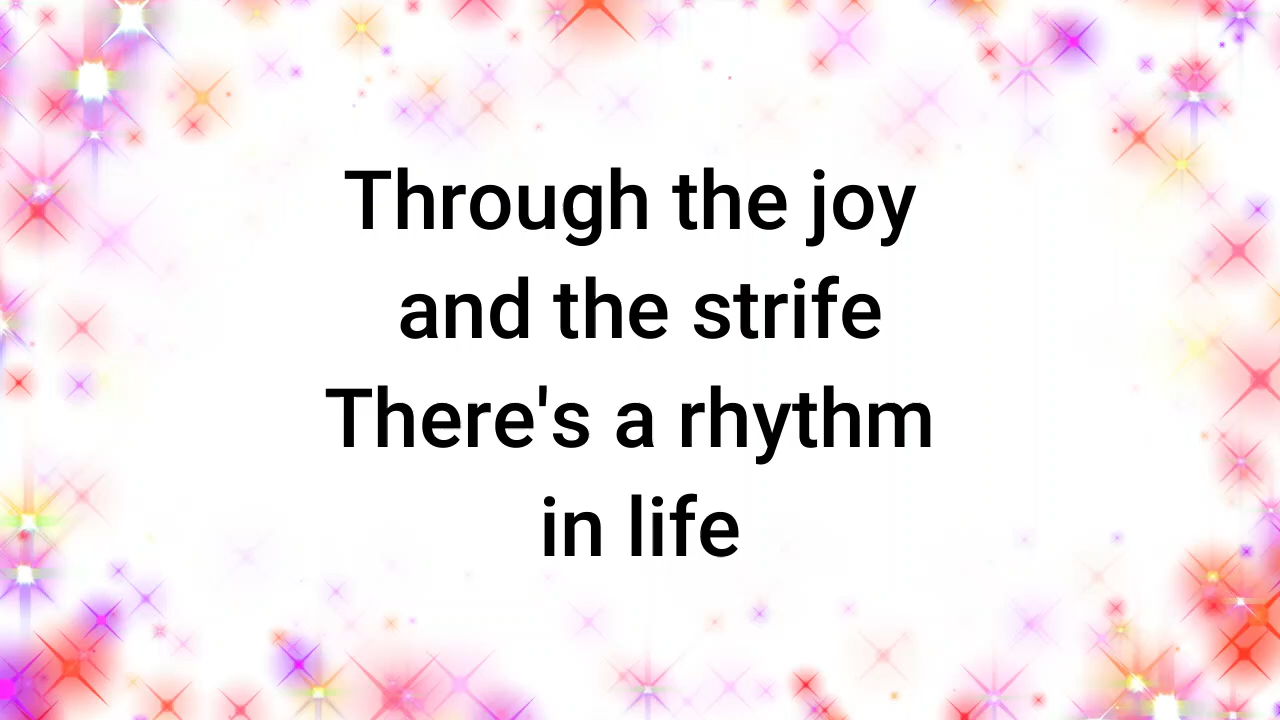 Through the joy
and the strife
There's a rhythm
in life